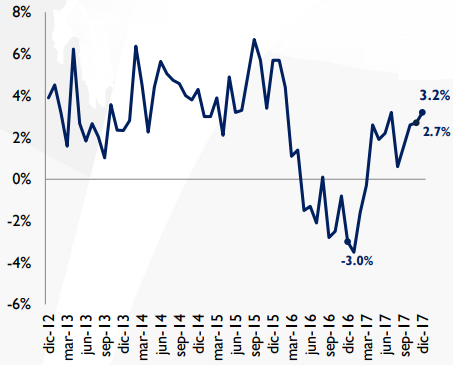 8%
6%
4%
2%
0%
-2%
-4%
-6%
3.2%
2.7%
-3.0%
dic- 12
mar- 13
jun- 13
sep- 13
dic- 13
mar- 14
jun- 14
sep- 14
dic- 14
mar- 15
jun- 15
sep- 15
dic- 15
mar- 16
jun- 16
sep- 16
dic- 16
mar- 17
jun- 17
sep- 17
dic- 17